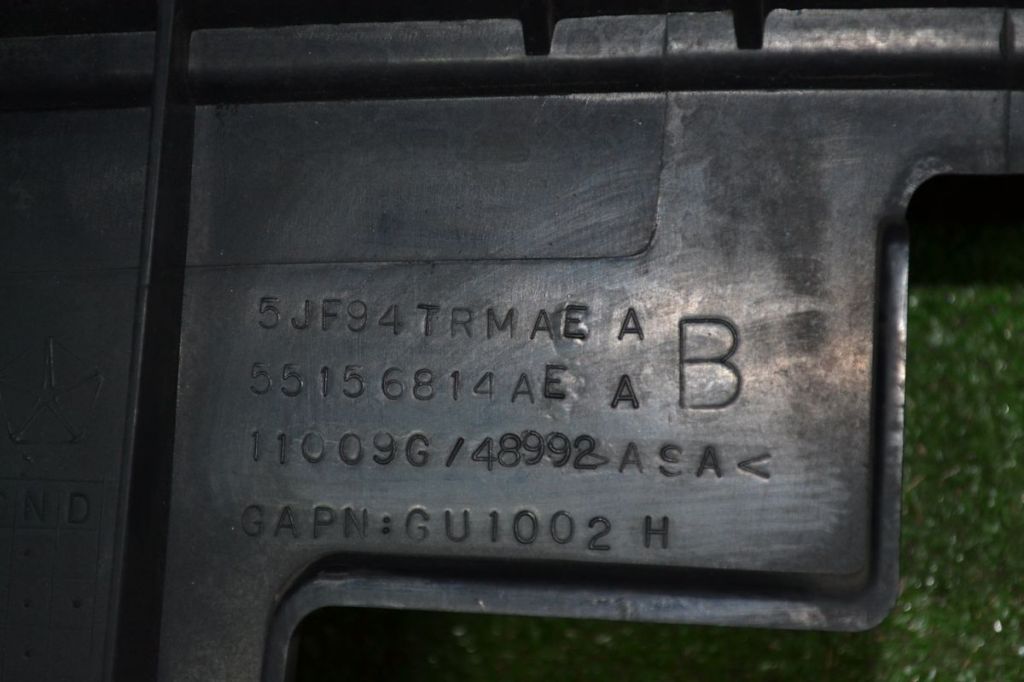 5JF94TRMAE A
55156814AE A
B
11009G/48992>ASA<
GAPN:GU1002 H
N D